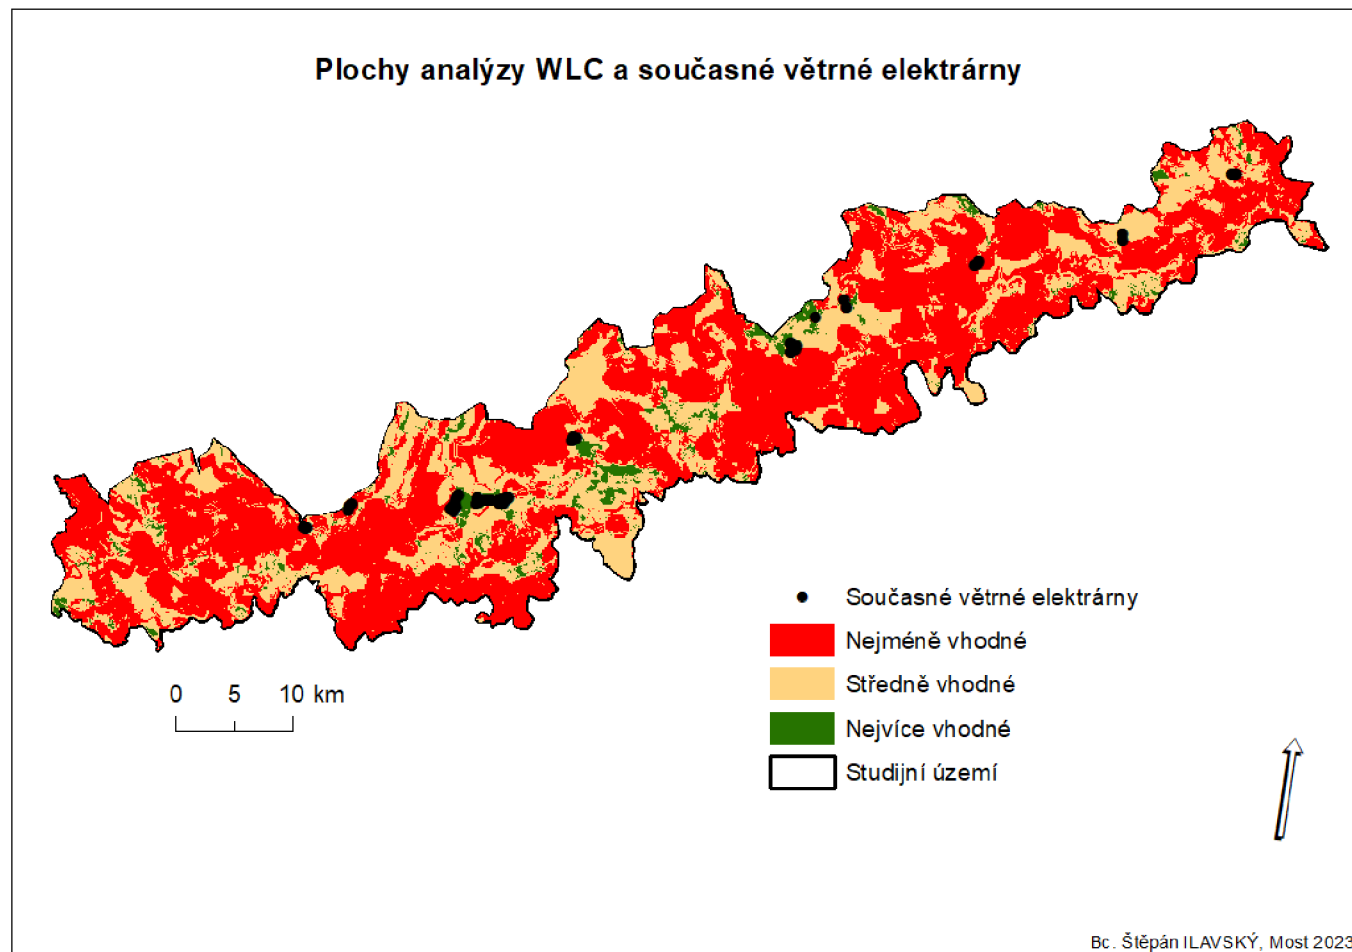 Plochy analýzy WLC a současné větrné elektrárny
Současné větrné elektrárny
Nejméně vhodné
Středně vhodné
Nejvíce vhodné
Studijní území
0 5 10 km
Bc. Štěpán ILAVSKÝ, Most 2023